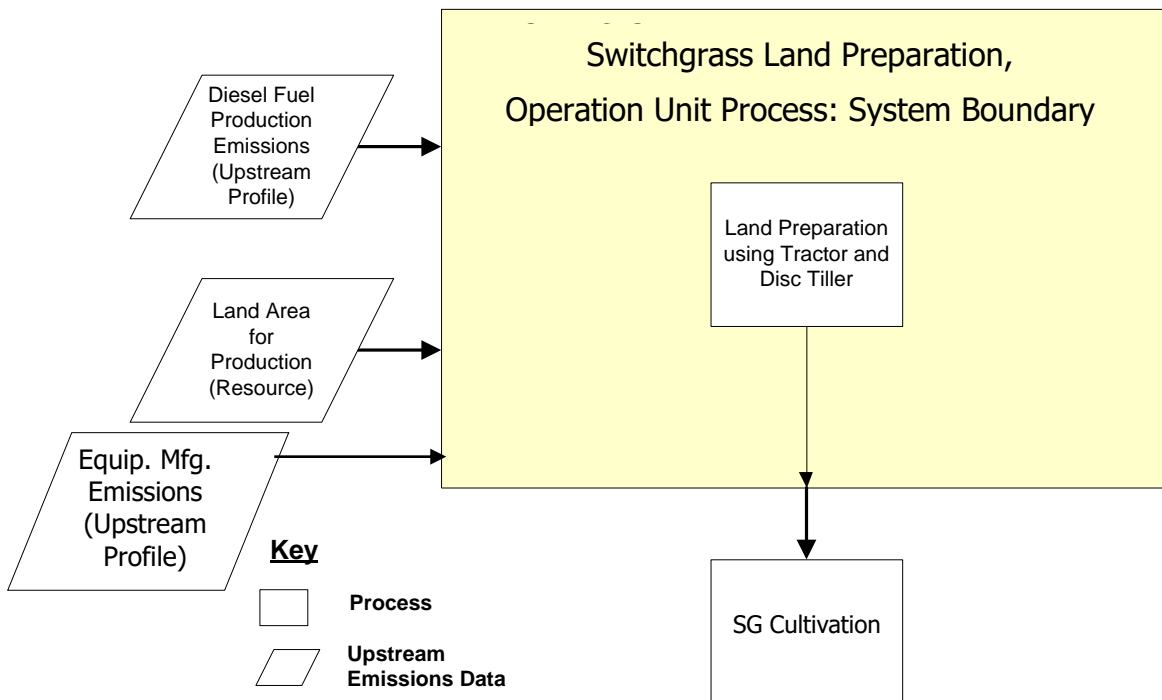 Switchgrass Land Preparation,
Operation Unit Process: System Boundary
Diesel Fuel
Production
Emissions
(Upstream
Profile)
Land Preparation
using Tractor and
Disc Tiller
Land Area
for
Production
(Resource)
Equip. Mfg.
Emissions
(Upstream
Profile)
Key
Process
Upstream
Emissions Data
SG Cultivation